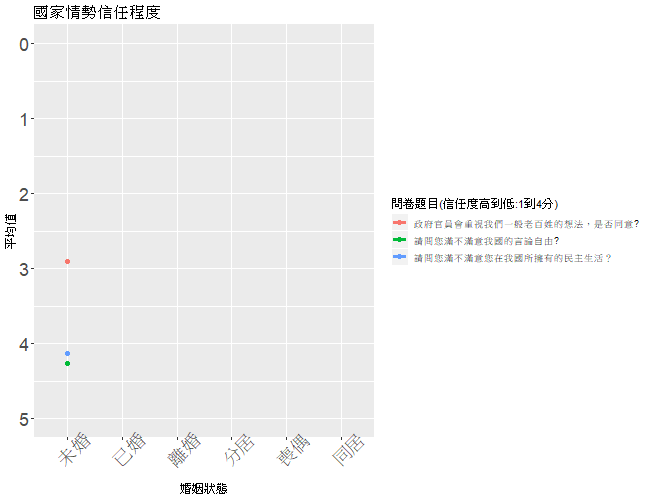 國家情勢信任程度
0
1
2
3
4
5
平均值
未婚
已婚
離婚
分居
喪偶
同居
婚姻狀態
問卷題目(信任度高到低:1到4分)
政府官員會重視我們一般老百姓的想法，是否同意?
請問您滿不滿意我國的言論自由?
請問您滿不滿意您在我國所擁有的民主生活？